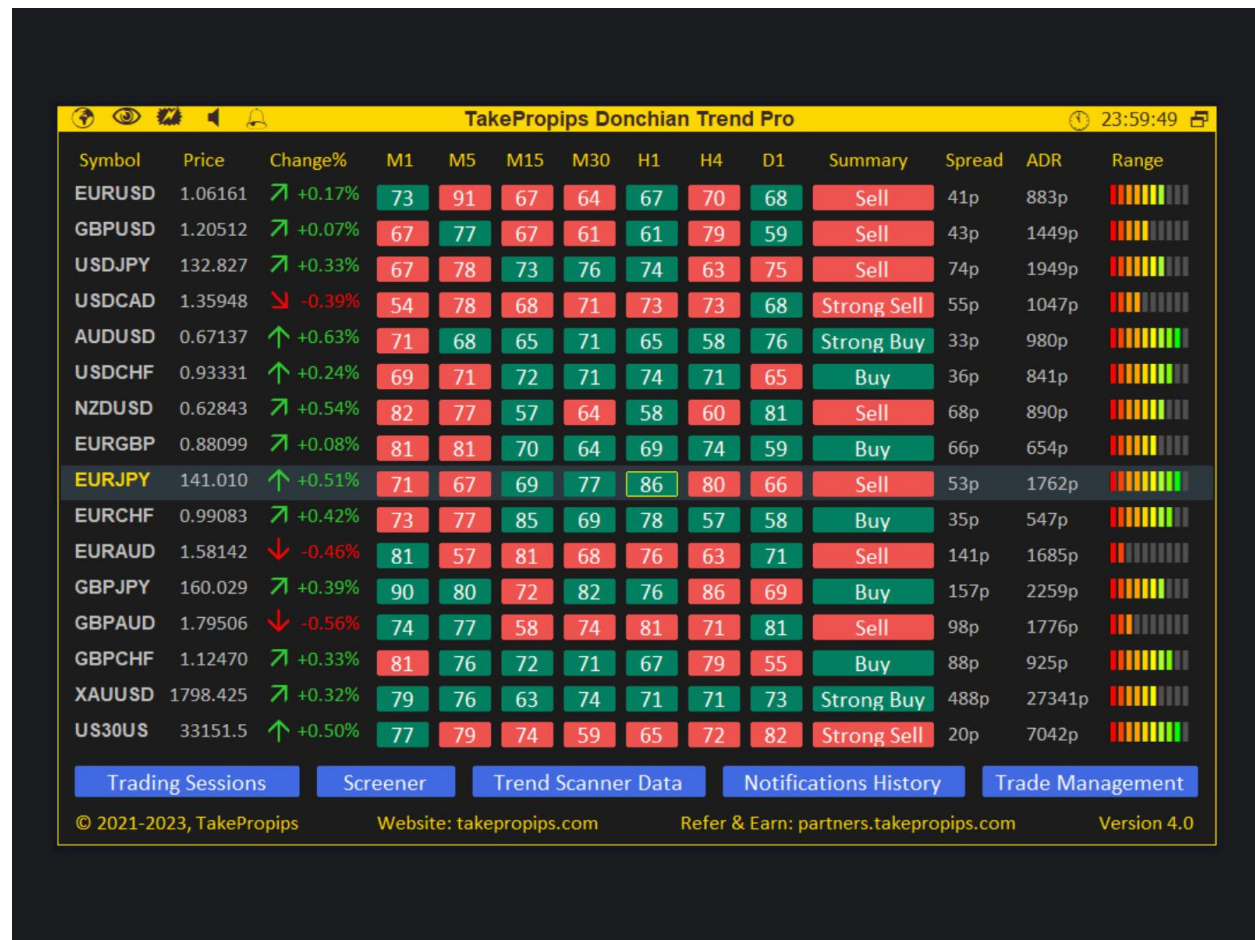 TakePropips Donchian Trend Pro 23:59:49
Symbol Price Change% M1 M5 M15 M30 H1 H4 D1 Summary Spread ADR Range
EURUSD 1.06161 +0.17% 73 91 67 64 67 70 68 Sell 41p 883p
GBPUSD 1.20512 +0.07% 67 77 67 61 61 79 59 Sell 43p 1449p
USDJPY 132.827 +0.33% 67 78 73 76 74 63 75 Sell 74p 1949p
USDCAD 1.35948 -0.39% 54 78 68 71 73 73 68 Strong Sell 55p 1047p
AUDUSD 0.67137 +0.63% 71 68 65 71 65 58 76 Strong Buy 33p 980p
USDCHF 0.93331 +0.24% 69 71 72 71 74 71 65 Buy 36p 841p
NZDUSD 0.62843 +0.54% 82 77 57 64 58 60 81 Sell 68p 890p
EURGBP 0.88099 +0.08% 81 81 70 64 69 74 59 Buy 66p 654p
EURJPY 141.010 +0.51% 71 67 69 77 86 80 66 Sell 53p 1762p
EURCHF 0.99083 +0.42% 73 77 85 69 78 57 58 Buy 35p 547p
EURAUD 1.58142 -0.46% 81 57 81 68 76 63 71 Sell 141p 1685p
GBPJPY 160.029 +0.39% 90 80 72 82 76 86 69 Buy 157p 2259p
GBPAUD 1.79506 -0.56% 74 77 58 74 81 71 81 Sell 98p 1776p
GBPCHF 1.12470 +0.33% 81 76 72 71 67 79 55 Buy 88p 925p
XAUUSD 1798.425 +0.32% 79 76 63 74 71 71 73 Strong Buy 488p 27341p
US30US 33151.5 +0.50% 77 79 74 59 65 72 82 Strong Sell 20p 7042p
Trading Sessions Screener Trend Scanner Data Notifications History Trade Management
© 2021-2023, TakePropips Website: takepropips.com Refer & Earn: partners.takepropips.com Version 4.0